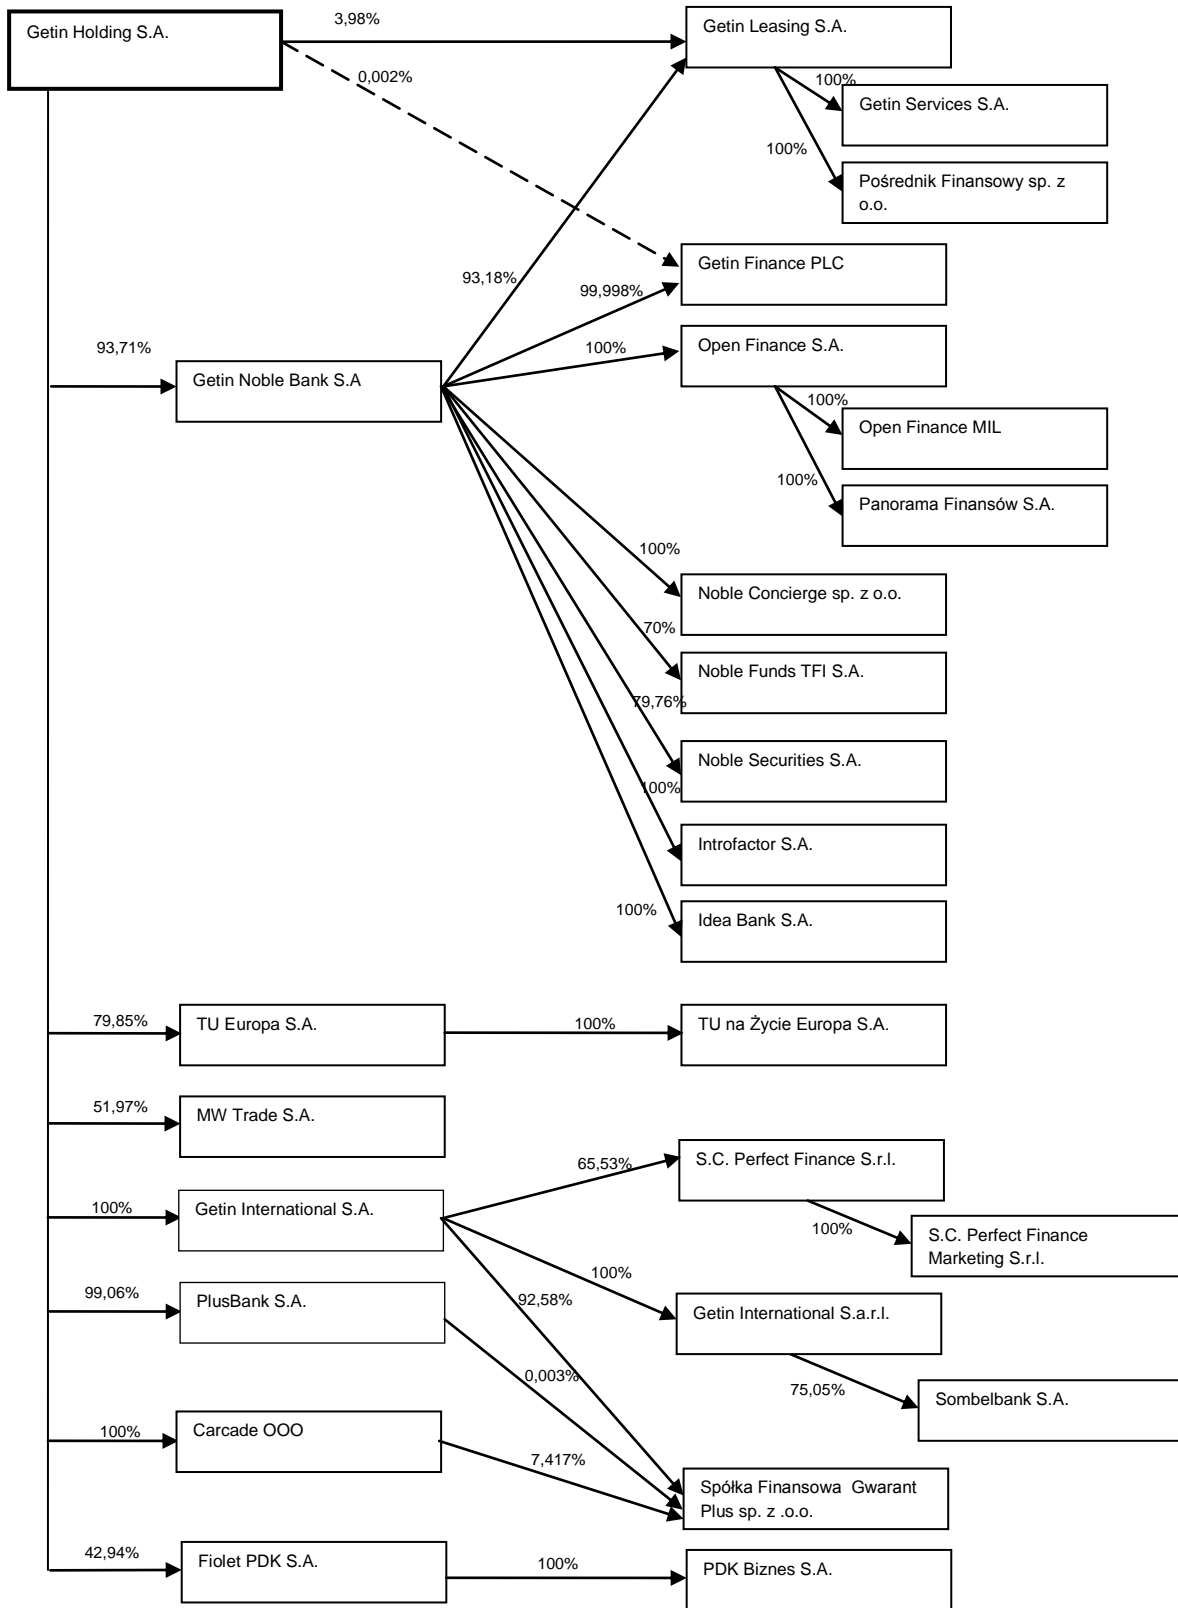 Getin Holding S.A.
3,98%
Getin Leasing S.A.
0,002%
100%
Getin Services S.A.
100%
Pośrednik Finansowy sp. z
o.o.
Getin Finance PLC
93,18%
99,998%
93,71%
100%
Open Finance S.A.
Getin Noble Bank S.A
100%
Open Finance MIL
100%
Panorama Finansów S.A.
100%
Noble Concierge sp. z o.o.
70%
Noble Funds TFI S.A.
79,76%
Noble Securities S.A.
100%
Introfactor S.A.
100%
Idea Bank S.A.
79,85%
TU Europa S.A.
100%
TU na Życie Europa S.A.
51,97%
MW Trade S.A.
65,53%
S.C. Perfect Finance S.r.l.
100%
Getin International S.A.
100%
S.C. Perfect Finance
Marketing S.r.l.
100%
99,06%
PlusBank S.A.
92,58%
Getin International S.a.r.l.
0,003%
75,05%
Sombelbank S.A.
100%
Carcade OOO
7,417%
Spółka Finansowa Gwarant
Plus sp. z .o.o.
42,94%
Fiolet PDK S.A.
100%
PDK Biznes S.A.